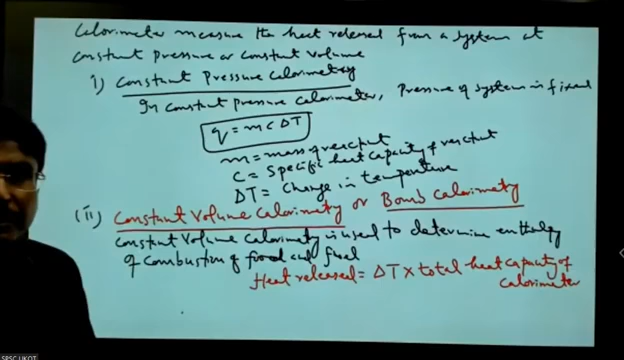 Calorimeter measure the heat released from a system at
constant pressure or constant volume
i) Constant Pressure Calorimetry
In constant pressure calorimeter, Pressure of system is fixed
q = m c ΔT
m = mass of reactant
C = Specific heat capacity of reactant
ΔT = Change in temperature
(ii) Constant Volume Calorimetry or Bomb Calorimetry
Constant Volume Calorimetry is used to determine enthalpy
of combustion of food and fuel
Heat released = ΔT × total heat capacity of
calorimeter
SPSC UKOT